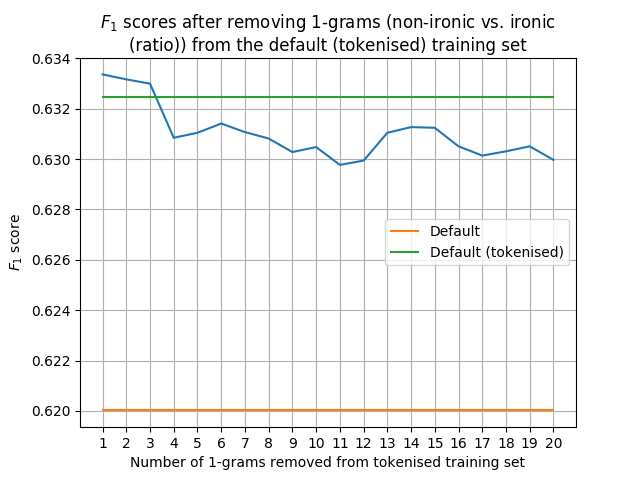 F1 scores after removing 1-grams (non-ironic vs. ironic
(ratio)) from the default (tokenised) training set
0.634
0.632
0.630
0.628
0.626
0.624
0.622
0.620
F1 score
Default
Default (tokenised)
1 2 3 4 5 6 7 8 9 10 11 12 13 14 15 16 17 18 19 20
Number of 1-grams removed from tokenised training set